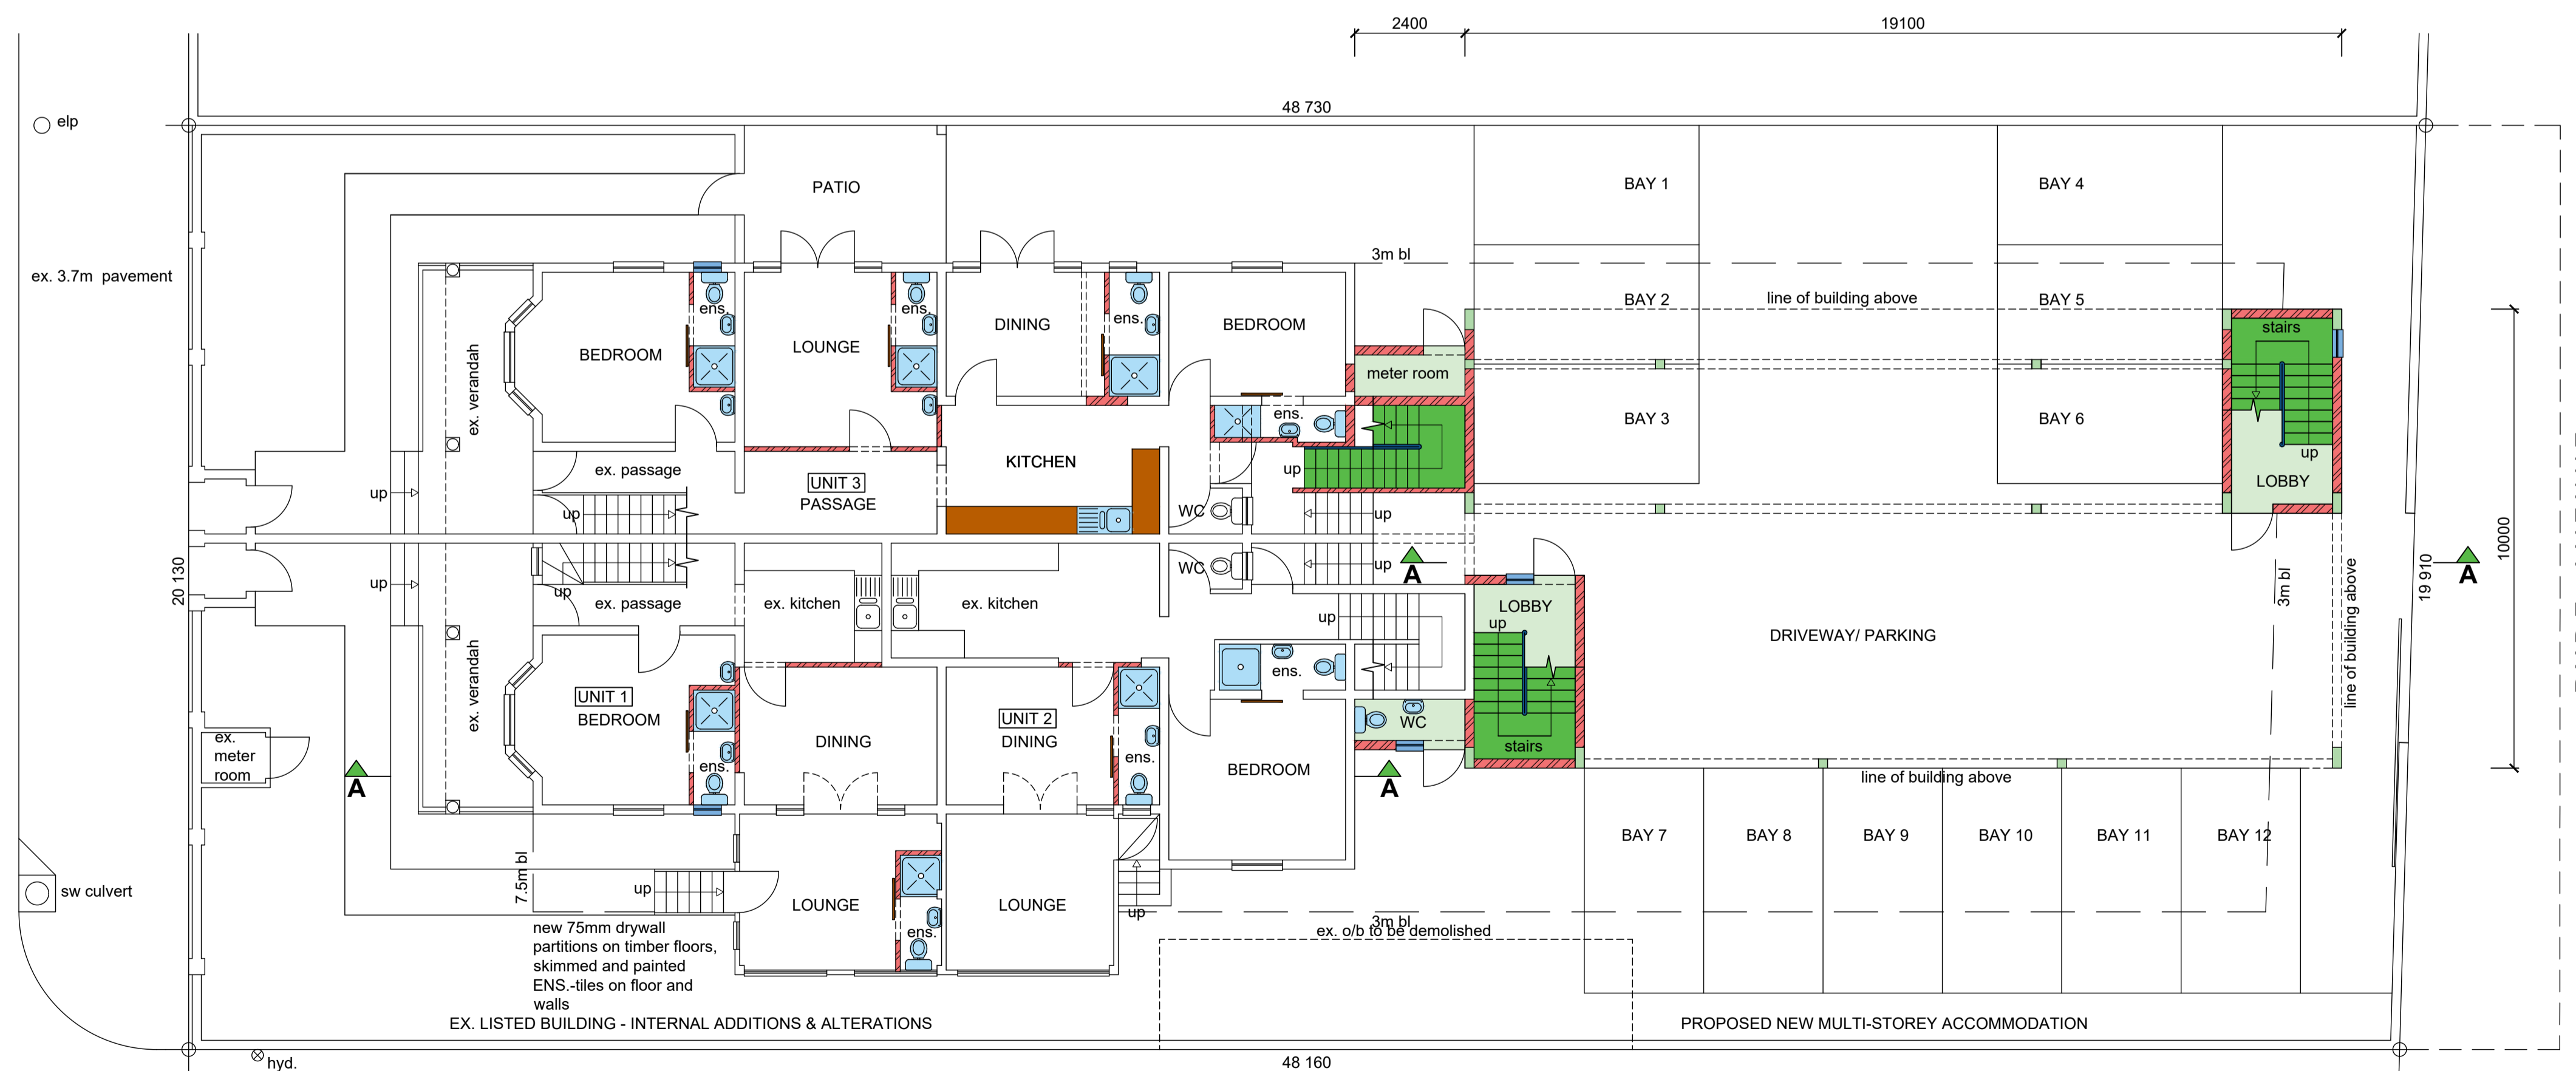 2400
19100
48 730
elp
ex. 3.7m  pavement
PATIO
BAY 1
BAY 4
3m bl
BAY 2
line of building above
BAY 5
stairs
ens.
ens.
ens.
DINING
BEDROOM
LOUNGE
BEDROOM
ex. verandah
meter room
BAY 3
BAY 6
ens.
up
LOBBY
ex. passage
KITCHEN
up
UNIT 3
PASSAGE
up
up
WC
up
10000
20 130
up
up
ex. passage
ex. kitchen
ex. kitchen
WC
up
A
A
19 910
3m bl
line of building above
up
LOBBY
up
DRIVEWAY/ PARKING
ex. verandah
UNIT 1
BEDROOM
ens.
UNIT 2
DINING
DINING
ens.
ens.
BEDROOM
WC
stairs
ex.
meter
room
A
A
line of building above
BAY 7
BAY 8
BAY 9
BAY 10
BAY 11
BAY 12
7.5m bl
up
LOUNGE
ens.
LOUNGE
up
sw culvert
3m bl
ex. o/b to be demolished
new 75mm drywall
partitions on timber floors,
skimmed and painted
ENS.-tiles on floor and
walls
EX. LISTED BUILDING - INTERNAL ADDITIONS & ALTERATIONS
PROPOSED NEW MULTI-STOREY ACCOMMODATION
hyd.
48 160